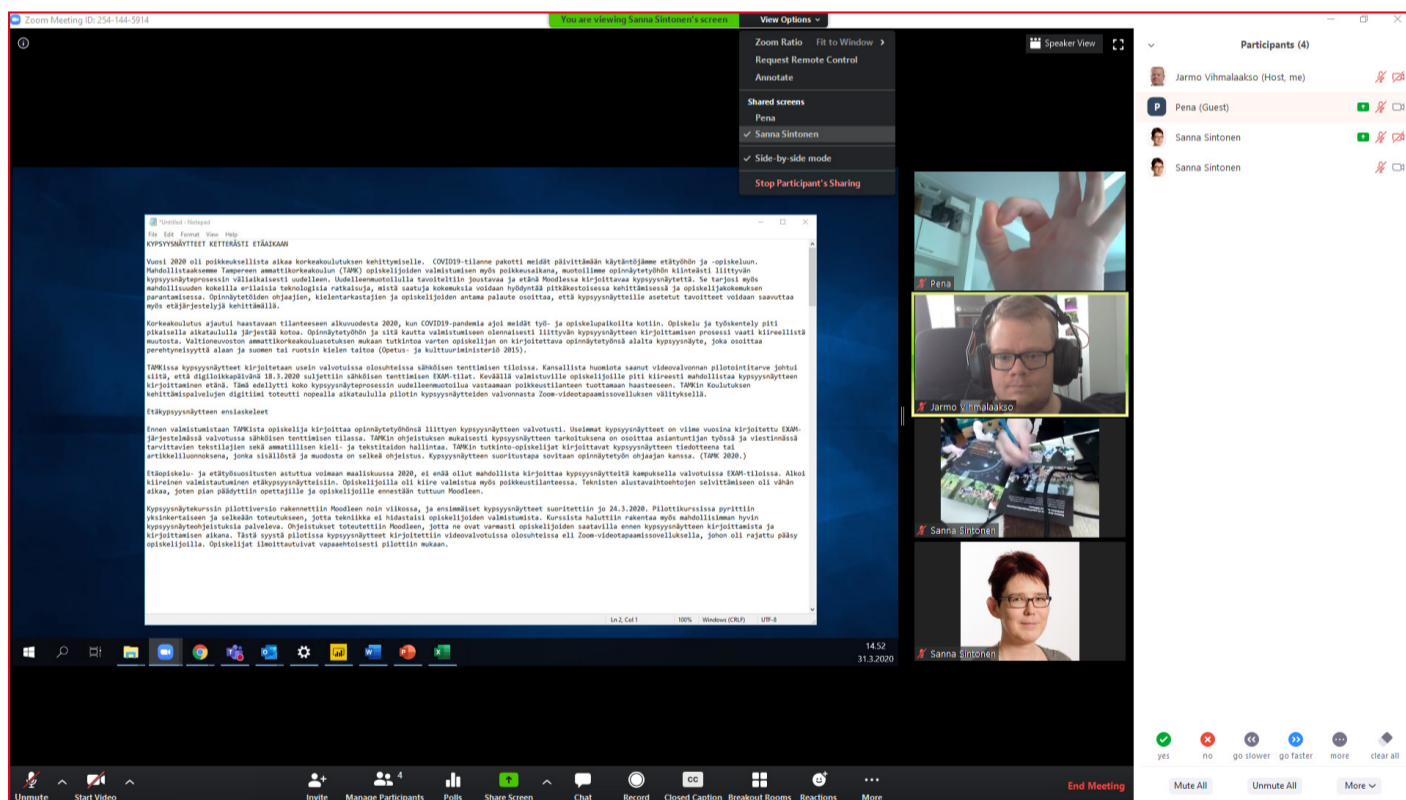 Zoom Meeting ID: 254-144-5914
You are viewing Sanna Sintonen's screen
View Options
Zoom Ratio Fit to Window
Request Remote Control
Annotate
Shared screens
Pena
Sanna Sintonen
Side-by-side mode
Stop Participant's Sharing
Speaker View
Participants (4)
Jarmo Vihmalaakso (Host, me)
P Pena (Guest)
Sanna Sintonen
Sanna Sintonen
*Untitled - Notepad
File Edit Format View Help
KYPSYYSNÄYTTEET KETTERÄSTI ETÄAIKAAN
Vuosi 2020 oli poikkeuksellista aikaa korkeakoulutuksen kehittymiselle. COVID19-tilanne pakotti meidät päivittämään käytäntöjämme etätyöhön ja -opiskeluun.
Mahdollistaaksemme Tampereen ammattikorkeakoulun (TAMK) opiskelijoiden valmistumisen myös poikkeusaikana, muotoilimme opinnäytetyöhön kiinteästi liittyvän
kypsyysnäyteprosessin väliaikaisesti uudelleen. Uudelleenmuotoilulla tavoiteltiin joustavaa ja etänä Moodlessa kirjoittavaa kypsyysnäytettä. Se tarjosi myös
mahdollisuuden kokeilla erilaisia teknologisia ratkaisuja, mistä saatuja kokemuksia voidaan hyödyntää pitkäkestoisessa kehittämisessä ja opiskelijakokemuksen
parantamisessa. Opinnäytetöiden ohjaajien, kielentarkastajien ja opiskelijoiden antama palaute osoittaa, että kypsyysnäytteille asetetut tavoitteet voidaan saavuttaa
myös etäjärjestelyjä kehittämällä.
Korkeakoulutus ajautui haastavaan tilanteeseen alkuvuodesta 2020, kun COVID19-pandemia ajoi meidät työ- ja opiskelupaikoilta kotiin. Opiskelu ja työskentely piti
pikaisella aikataululla järjestää kotoa. Opinnäytetyöhön ja sitä kautta valmistumiseen olennaisesti liittyvän kypsyysnäytteen kirjoittamisen prosessi vaati kiireellistä
muutosta. Valtioneuvoston ammattikorkeakouluasetuksen mukaan tutkintoa varten opiskelijan on kirjoitettava opinnäytetyönsä alalta kypsyysnäyte, joka osoittaa
perehtyneisyyttä alaan ja suomen tai ruotsin kielen taitoa (Opetus- ja kulttuuriministeriö 2015).
TAMKissa kypsyysnäytteet kirjoitetaan usein valvotuissa olosuhteissa sähköisen tenttimisen tiloissa. Kansallista huomiota saanut videovalvonnan pilotointitarve johtui
siitä, että digiloikkapäivänä 18.3.2020 suljettiin sähköisen tenttimisen EXAM-tilat. Keväällä valmistuville opiskelijoille piti kiireesti mahdollistaa kypsyysnäytteen
kirjoittaminen etänä. Tämä edellytti koko kypsyysnäyteprosessin uudelleenmuotoilua vastaamaan poikkeustilanteen tuottamaan haasteeseen. TAMKin Koulutuksen
kehittämispalvelujen digitiimi toteutti nopealla aikataululla pilotin kypsyysnäytteiden valvonnasta Zoom-videotapaamissovelluksen välityksellä.
Etäkypsyysnäytteen ensiaskeleet
Ennen valmistumistaan TAMKista opiskelija kirjoittaa opinnäytetyöhönsä liittyen kypsyysnäytteen valvotusti. Useimmat kypsyysnäytteet on viime vuosina kirjoitettu EXAM-
järjestelmässä valvotussa sähköisen tenttimisen tilassa. TAMKin ohjeistuksen mukaisesti kypsyysnäytteen tarkoituksena on osoittaa asiantuntijan työssä ja viestinnässä
tarvittavien tekstilajien sekä ammatillisen kieli- ja tekstitaidon hallintaa. TAMKin tutkinto-opiskelijat kirjoittavat kypsyysnäytteen tiedotteena tai
artikkeliluonnoksena, jonka sisällöstä ja muodosta on selkeä ohjeistus. Kypsyysnäytteen suoritustapa sovitaan opinnäytetyön ohjaajan kanssa. (TAMK 2020.)
Etäopiskelu- ja etätyösuositusten astuttua voimaan maaliskuussa 2020, ei enää ollut mahdollista kirjoittaa kypsyysnäytteitä kampuksella valvotuissa EXAM-tiloissa. Alkoi
kiireinen valmistautuminen etäkypsyysnäytteisiin. Opiskelijoilla oli kiire valmistua myös poikkeustilanteessa. Teknisten alustavaihtoehtojen selvittämiseen oli vähän
aikaa, joten pian päädyttiin opettajille ja opiskelijoille ennestään tuttuun Moodleen.
Kypsyysnäytekurssin pilottiversio rakennettiin Moodleen noin viikossa, ja ensimmäiset kypsyysnäytteet suoritettiin jo 24.3.2020. Pilottikurssissa pyrittiin
yksinkertaiseen ja selkeään toteutukseen, jotta tekniikka ei hidastaisi opiskelijoiden valmistumista. Kurssista haluttiin rakentaa myös mahdollisimman hyvin
kypsyysnäyteohjeistuksia palveleva. Ohjeistukset toteutettiin Moodleen, jotta ne ovat varmasti opiskelijoiden saatavilla ennen kypsyysnäytteen kirjoittamista ja
kirjoittamisen aikana. Tästä syystä pilotissa kypsyysnäytteet kirjoitettiin videovalvotuissa olosuhteissa eli Zoom-videotapaamissovelluksella, johon oli rajattu pääsy
opiskelijoilla. Opiskelijat ilmoittautuivat vapaaehtoisesti pilottiin mukaan.
Ln 2, Col 1 100% Windows (CRLF) UTF-8
14.52
31.3.2020
Pena
Jarmo Vihmalaakso
Sanna Sintonen
Sanna Sintonen
yes no go slower go faster more clear all
Mute All Unmute All More
Unmute Start Video Invite Manage Participants 4 Polls Share Screen Chat Record CC Closed Caption Breakout Rooms Reactions More End Meeting